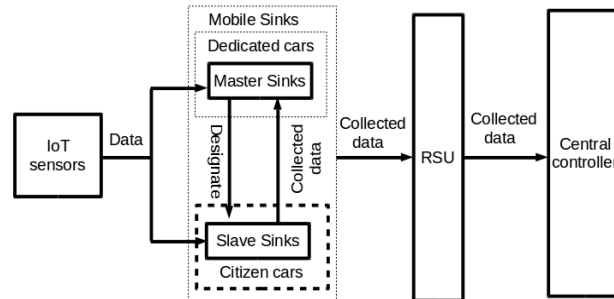 Mobile Sinks
Dedicated cars
Master Sinks
IoT
sensors
Data
Designate
Collected
data
Slave Sinks
Citizen cars
Collected
data
RSU
Collected
data
Central
controller